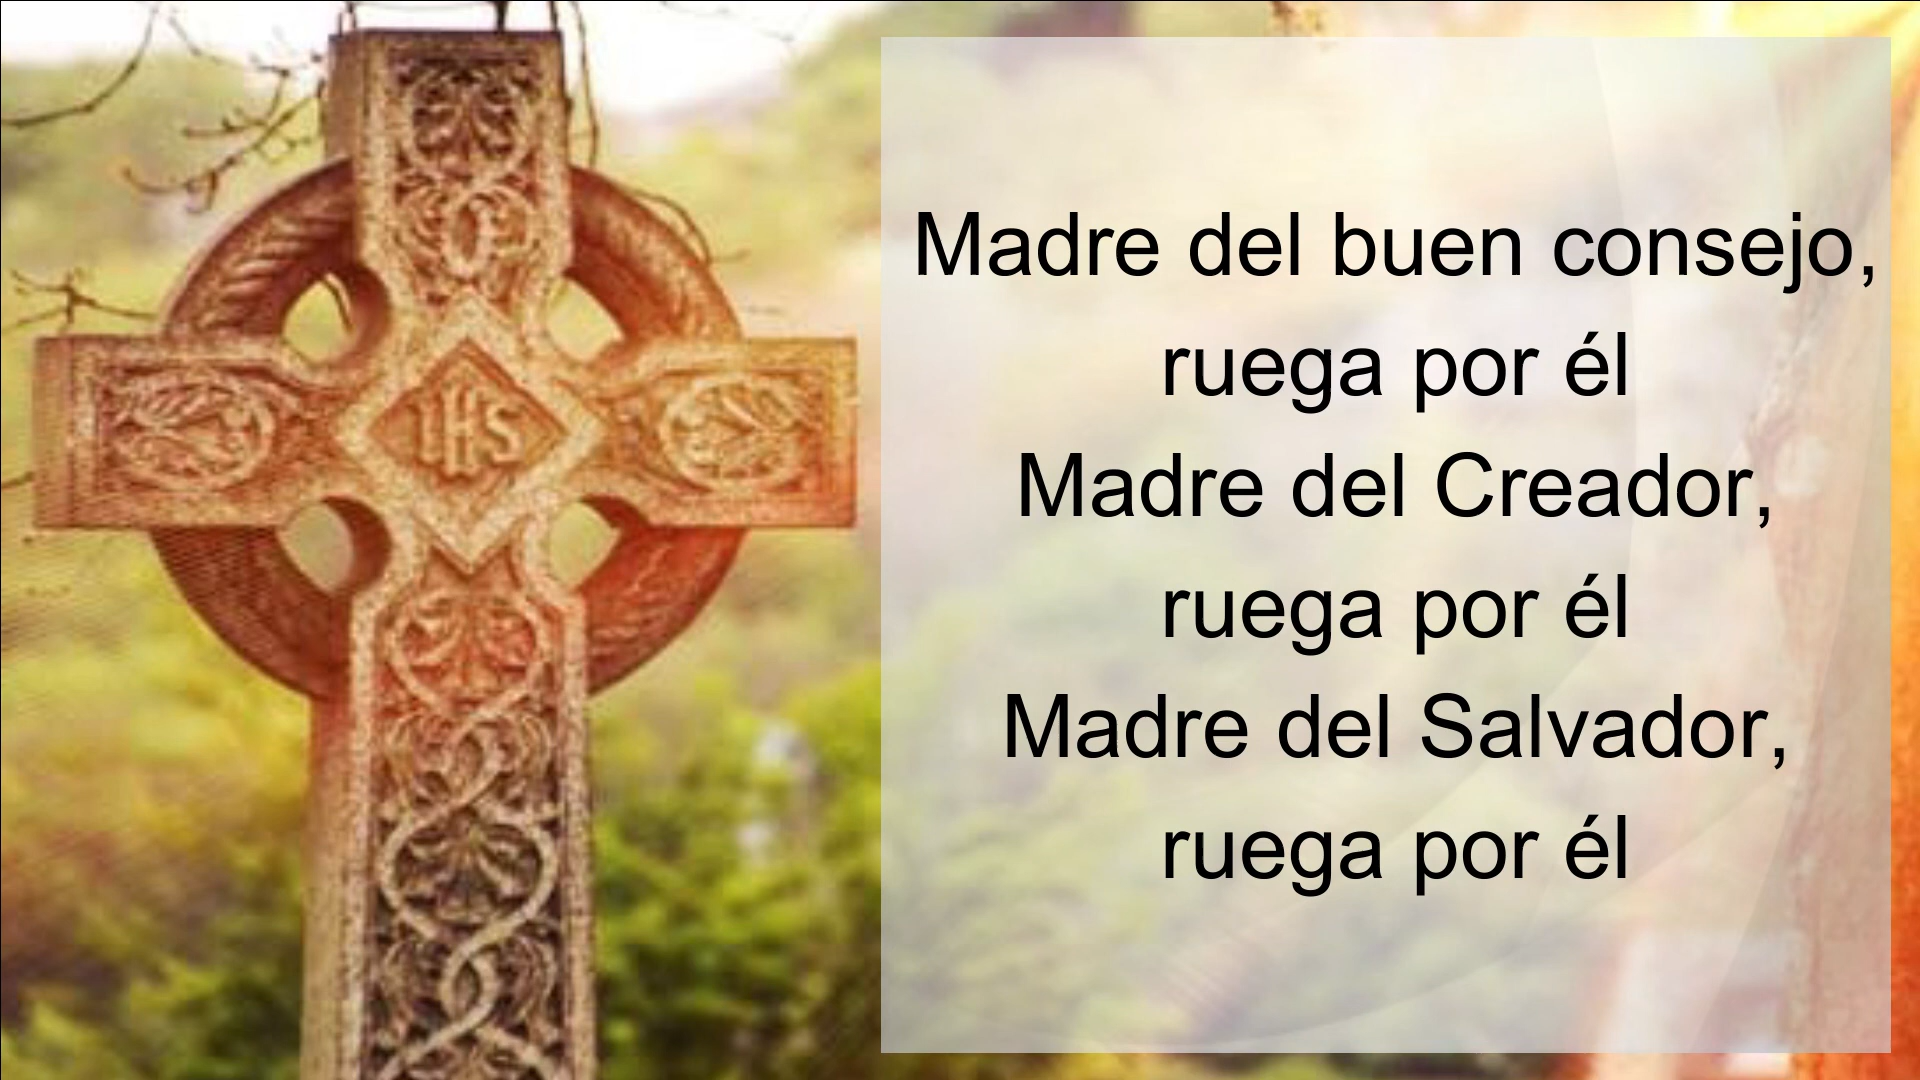 IHS
Madre del buen consejo,
ruega por él
Madre del Creador,
ruega por él
Madre del Salvador,
ruega por él